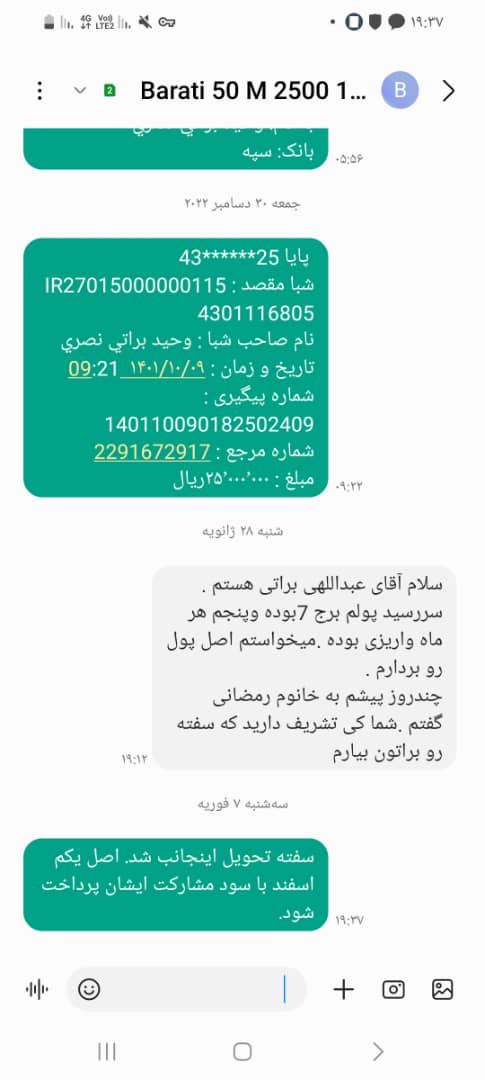 ۱۹:۳۷
4G
Vo))
LTE2
Barati 50 M 2500 1...
B
2
بانک: سپه
۰۵:۵۶
جمعه ۳۰ دسامبر ۲۰۲۲
پایا 25******43
شبا مقصد : IR27015000000115
4301116805
نام صاحب شبا : وحيد براتي نصري
تاریخ و زمان : ۱۴۰۱/۱۰/۰۹_09:21
شماره پیگیری :
140110090182502409
شماره مرجع : 2291672917
مبلغ : ۲۵٬۰۰۰٬۰۰۰ریال
۰۹:۲۲
شنبه ۲۸ ژانویه
سلام آقای عبداللهی براتی هستم .
سررسید پولم برج 7بوده وپنجم هر
ماه واریزی بوده .میخواستم اصل پول
رو بردارم .
چندروز پیشم به خانوم رمضانی
گفتم .شما کی تشریف دارید که سفته
رو براتون بیارم
۱۹:۱۲
سه‌شنبه ۷ فوریه
سفته تحویل اینجانب شد. اصل یکم
اسفند با سود مشارکت ایشان پرداخت
شود.
۱۹:۳۷